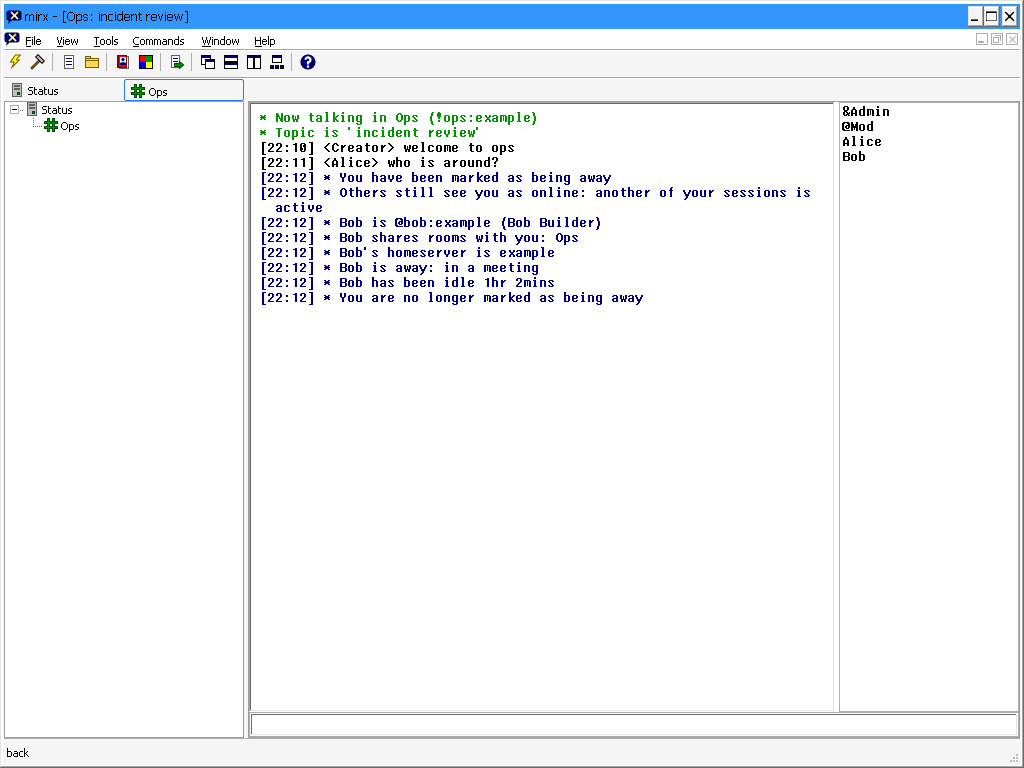 mirx - [Ops: incident review]
File View Tools Commands Window Help
Status Ops
Status
Ops
* Now talking in Ops (!ops:example)
* Topic is 'incident review'
[22:10] <Creator> welcome to ops
[22:11] <Alice> who is around?
[22:12] * You have been marked as being away
[22:12] * Others still see you as online: another of your sessions is
active
[22:12] * Bob is @bob:example (Bob Builder)
[22:12] * Bob shares rooms with you: Ops
[22:12] * Bob's homeserver is example
[22:12] * Bob is away: in a meeting
[22:12] * Bob has been idle 1hr 2mins
[22:12] * You are no longer marked as being away
&Admin
@Mod
Alice
Bob
back